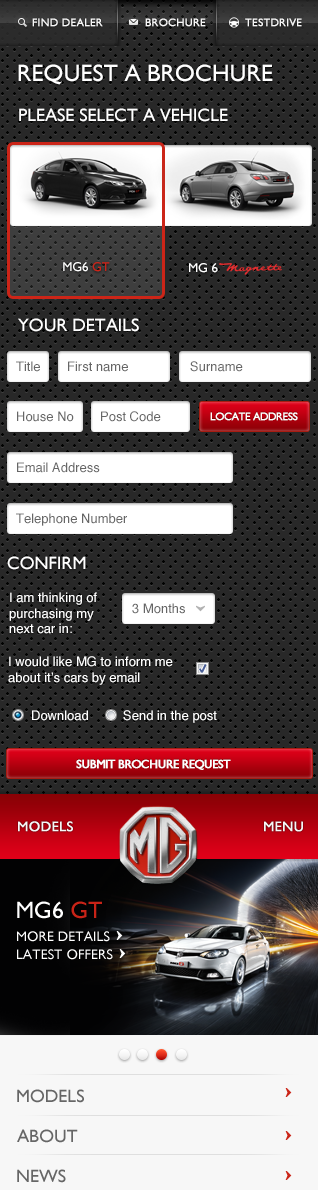 FIND DEALER BROCHURE TESTDRIVE
REQUEST A BROCHURE
PLEASE SELECT A VEHICLE
MG6 GT MG 6 Magnette
YOUR DETAILS
Title First name Surname
House No Post Code LOCATE ADDRESS
Email Address
Telephone Number
CONFIRM
I am thinking of
purchasing my
next car in:
3 Months
I would like MG to inform me
about it's cars by email
Download Send in the post
SUBMIT BROCHURE REQUEST
MODELS MG MENU
MG6 GT
MORE DETAILS
LATEST OFFERS
MODELS
ABOUT
NEWS